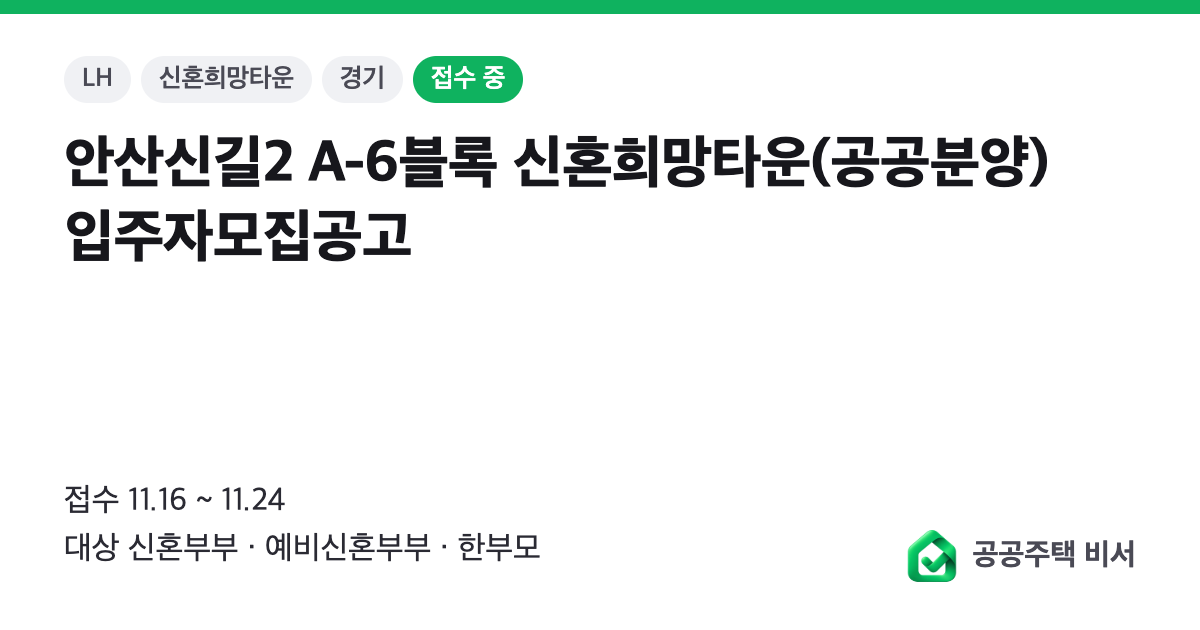 LH 신혼희망타운 경기 접수 중
안산신길2 A-6블록 신혼희망타운(공공분양)
입주자모집공고
접수 11.16 ~ 11.24
대상 신혼부부 · 예비신혼부부 · 한부모
공공주택 비서